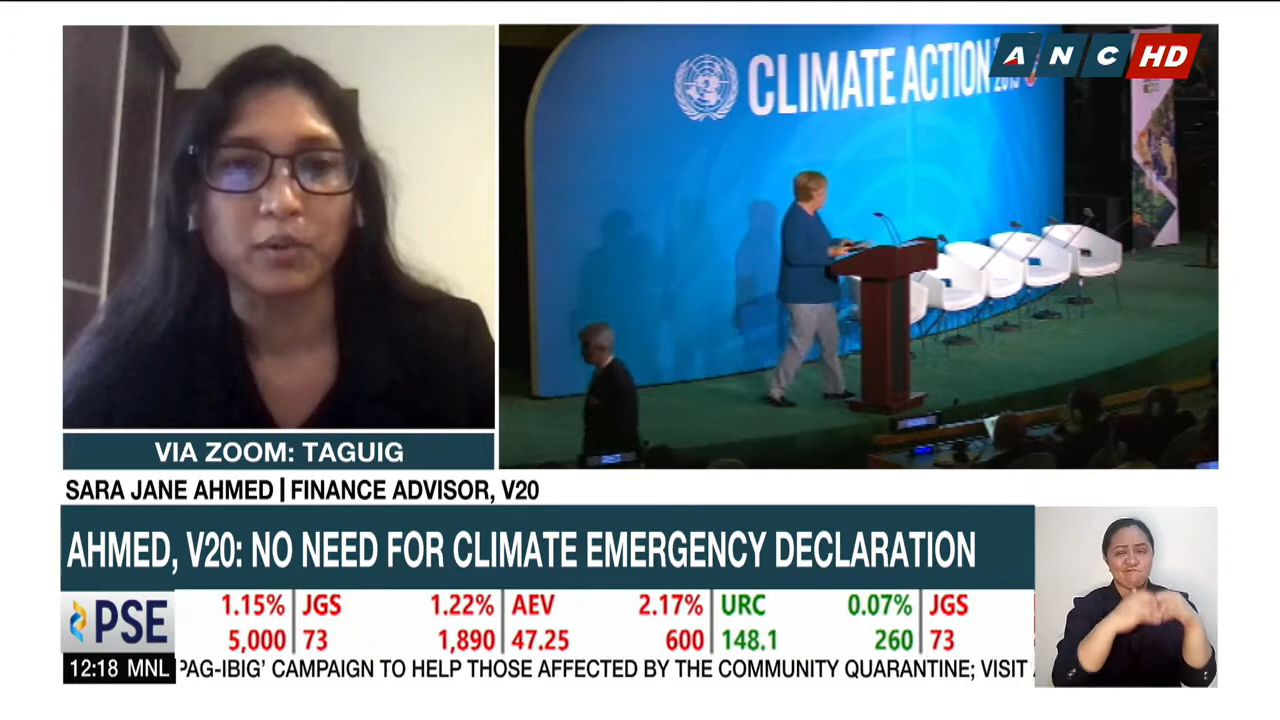 CLIMATE ACTION
ANC HD
VIA ZOOM: TAGUIG
SARA JANE AHMED | FINANCE ADVISOR, V20
AHMED, V20: NO NEED FOR CLIMATE EMERGENCY DECLARATION
PSE
1.15% JGS 1.22% AEV 2.17% URC 0.07% JGS
5,000 73 1,890 47.25 600 148.1 260 73
12:18 MNL PAG-IBIG' CAMPAIGN TO HELP THOSE AFFECTED BY THE COMMUNITY QUARANTINE; VISIT